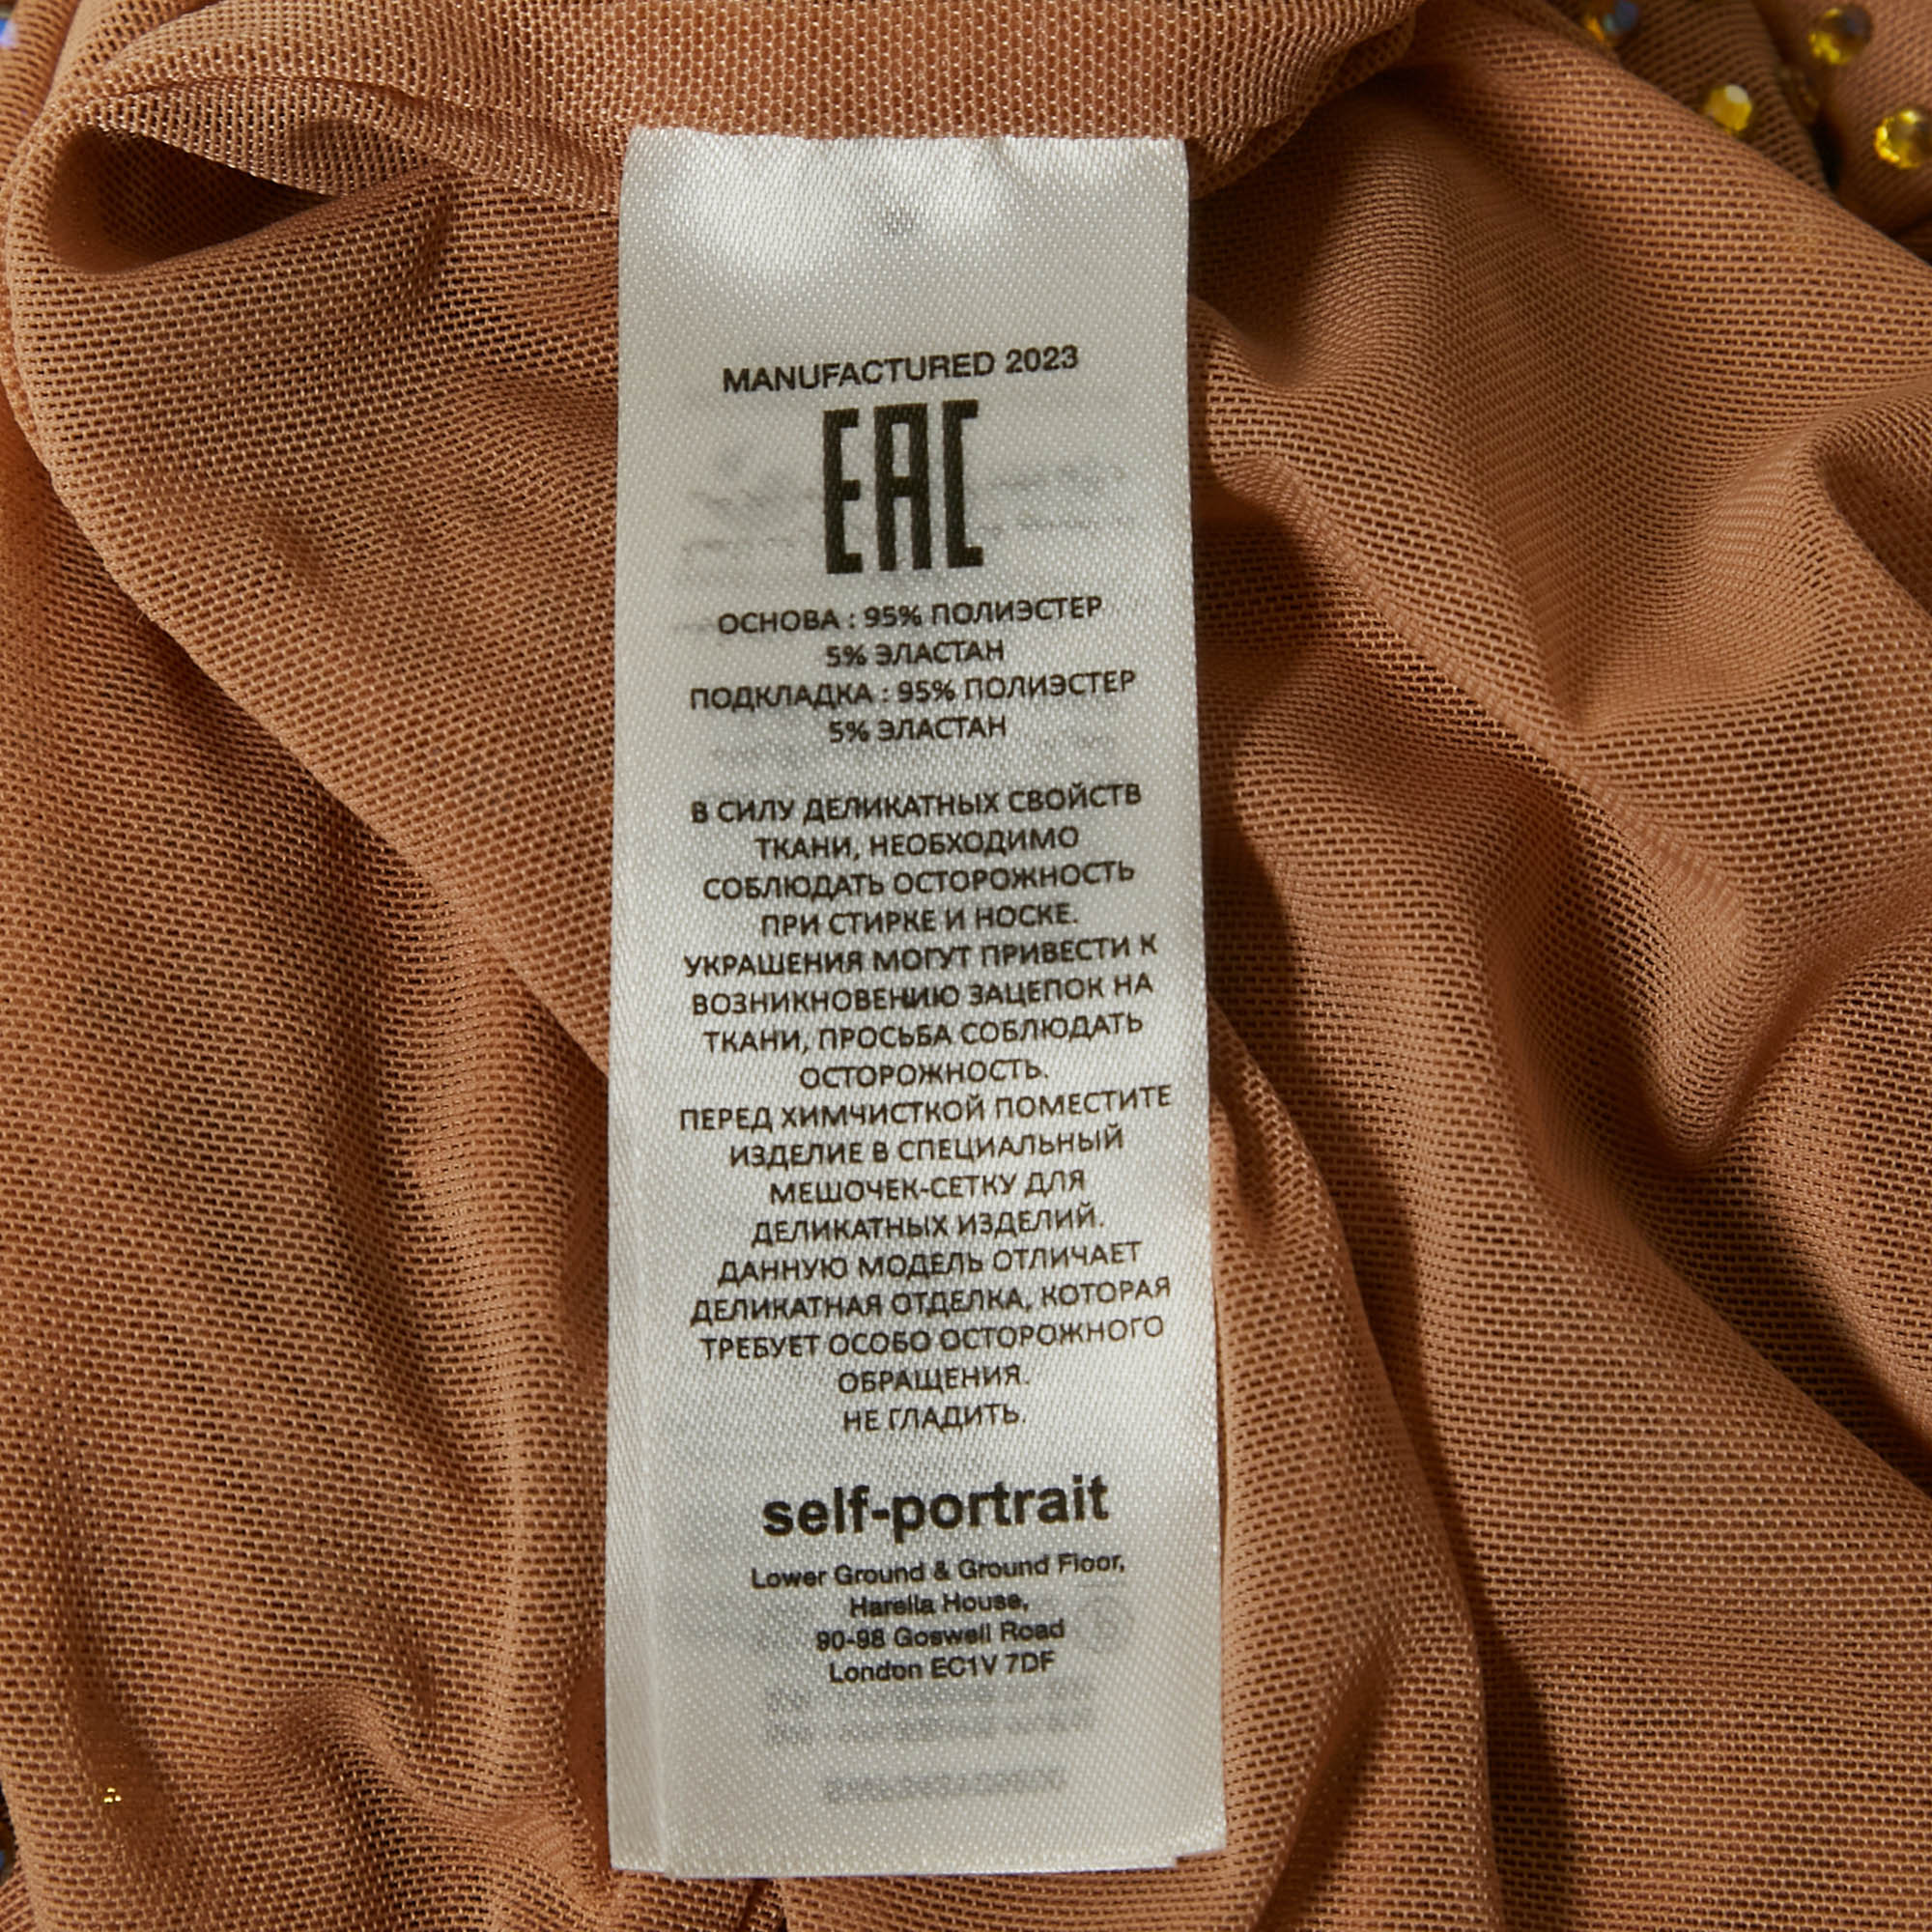 MANUFACTURED 2023
EAC
ОСНОВА : 95% ПОЛИЭСТЕР
5% ЭЛАСТАН
ПОДКЛАДКА : 95% ПОЛИЭСТЕР
5% ЭЛАСТАН
В СИЛУ ДЕЛИКАТНЫХ СВОЙСТВ
ТКАНИ, НЕОБХОДИМО
СОБЛЮДАТЬ ОСТОРОЖНОСТЬ
ПРИ СТИРКЕ И НОСКЕ.
УКРАШЕНИЯ МОГУТ ПРИВЕСТИ К
ВОЗНИКНОВЕНИЮ ЗАЦЕПОК НА
ТКАНИ, ПРОСЬБА СОБЛЮДАТЬ
ОСТОРОЖНОСТЬ.
ПЕРЕД ХИМЧИСТКОЙ ПОМЕСТИТЕ
ИЗДЕЛИЕ В СПЕЦИАЛЬНЫЙ
МЕШОЧЕК-СЕТКУ ДЛЯ
ДЕЛИКАТНЫХ ИЗДЕЛИЙ.
ДАННУЮ МОДЕЛЬ ОТЛИЧАЕТ
ДЕЛИКАТНАЯ ОТДЕЛКА, КОТОРАЯ
ТРЕБУЕТ ОСОБО ОСТОРОЖНОГО
ОБРАЩЕНИЯ.
НЕ ГЛАДИТЬ.
self-portrait
Lower Ground & Ground Floor,
Harella House,
90-98 Goswell Road
London EC1V 7DF